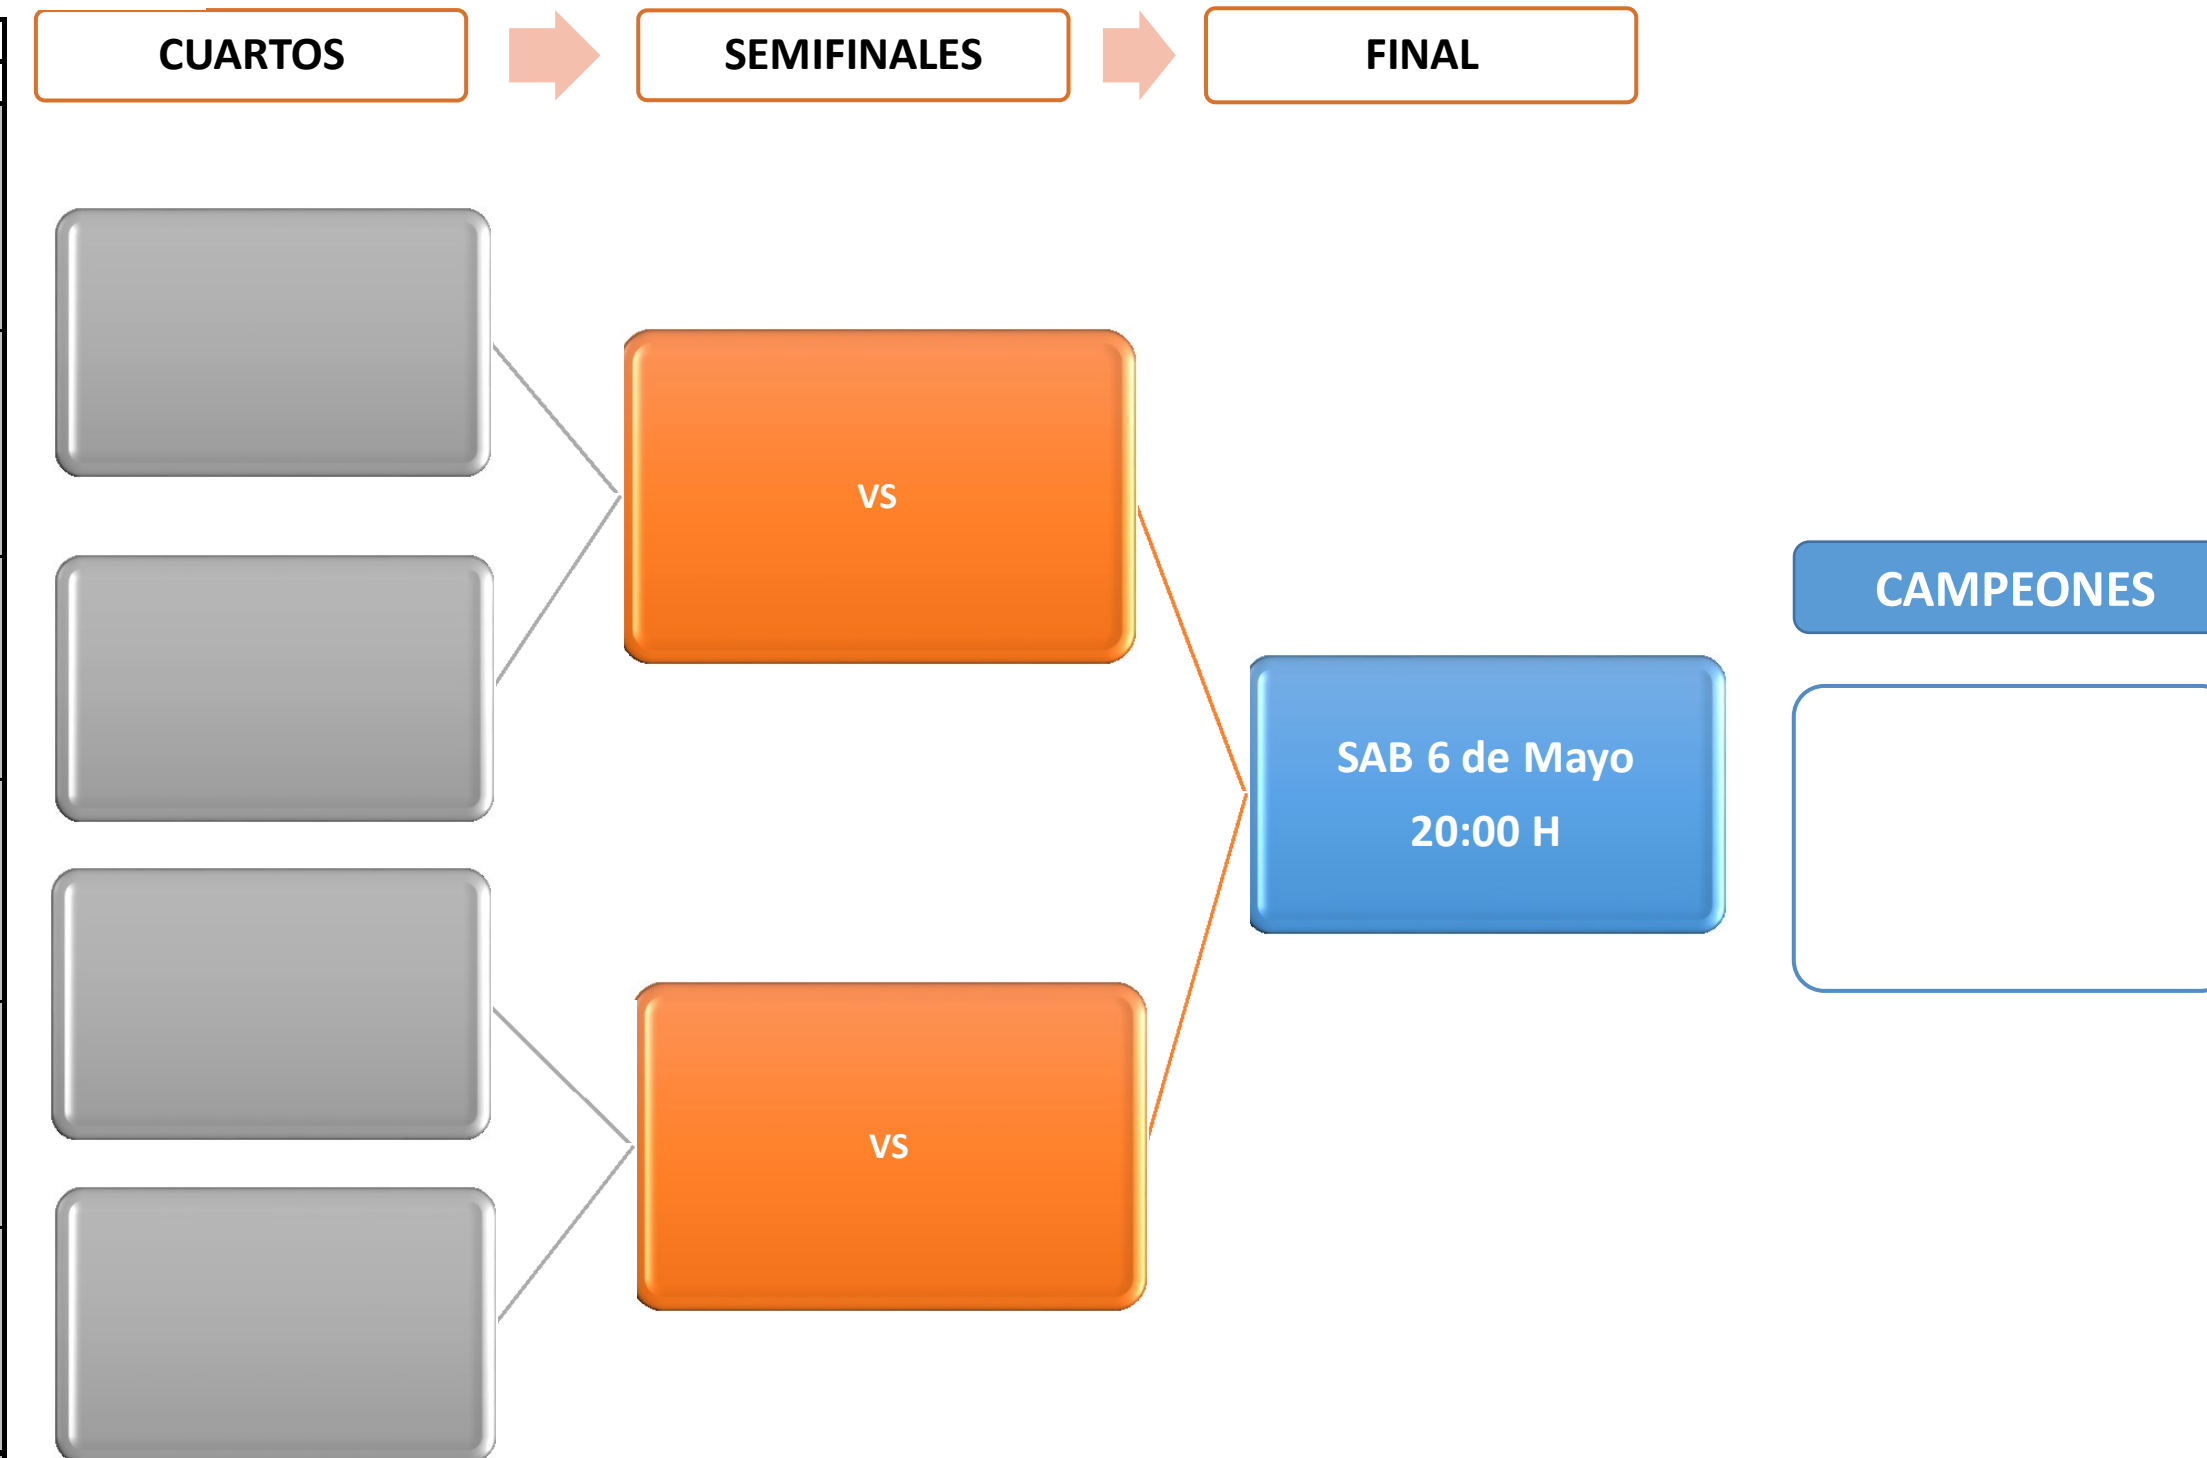 CUARTOS
SEMIFINALES
FINAL
VS
CAMPEONES
SAB 6 de Mayo
20:00 H
VS